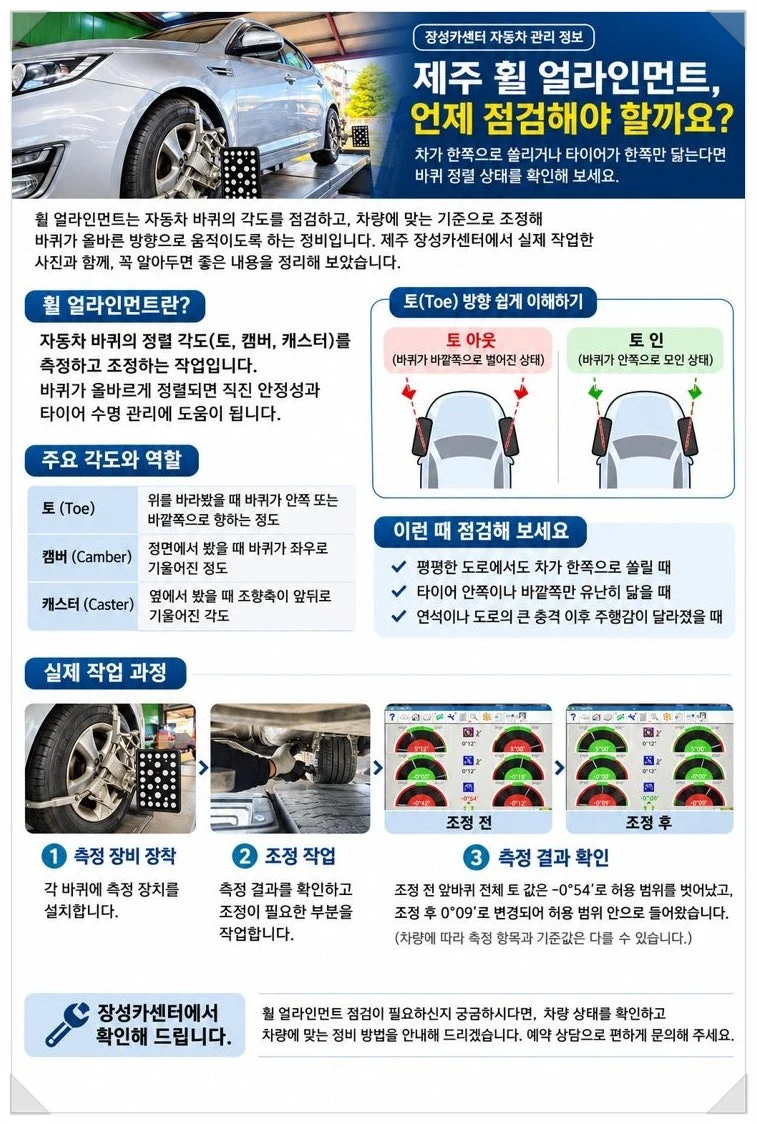 장성카센터 자동차 관리 정보
제주 휠 얼라인먼트,
언제 점검해야 할까요?
차가 한쪽으로 쏠리거나 타이어가 한쪽만 닳는다면
바퀴 정렬 상태를 확인해 보세요.
휠 얼라인먼트는 자동차 바퀴의 각도를 점검하고, 차량에 맞는 기준으로 조정해
바퀴가 올바른 방향으로 움적이도록 하는 정비입니다. 제주 장성카센터에서 실제 작업한
사진과 함께, 꼭 알아두면 좋은 내용을 정리해 보았습니다.
휠 얼라인먼트란?
자동차 바퀴의 정렬 각도(토, 캠버, 캐스터)를
측정하고 조정하는 작업입니다.
바퀴가 올바르게 정렬되면 직진 안정성과
타이어 수명 관리에 도움이 됩니다.
토(Toe) 방향 쉽게 이해하기
토 아웃
(바퀴가 바깥쪽으로 벌어진 상태)
토 인
(바퀴가 안쪽으로 모인 상태)
주요 각도와 역할
토 (Toe)
위를 바라봤을 때 바퀴가 안쪽 또는
바깥쪽으로 향하는 정도
캠버 (Camber)
정면에서 봤을 때 바퀴가 좌우로
기울어진 정도
캐스터 (Caster)
옆에서 봤을 때 조향축이 앞뒤로
기울어진 각도
이런 때 점검해 보세요
평평한 도로에서도 차가 한쪽으로 쏠릴 때
타이어 안쪽이나 바깥쪽만 유난히 닳을 때
연석이나 도로의 큰 충격 이후 주행감이 달라졌을 때
실제 작업 과정
5°12' 0°12' 5°00'
0°12'
-0°42' -0°54' -0°12'
조정 전
5°00' 0°12' -5°00'
0°12'
-0°09' 0°09'
조정 후
1 측정 장비 장착
각 바퀴에 측정 장치를
설치합니다.
2 조정 작업
측정 결과를 확인하고
조정이 필요한 부분을
작업합니다.
3 측정 결과 확인
조정 전 앞바퀴 전체 토 값은 -0°54'로 허용 범위를 벗어났고,
조정 후 0°09'로 변경되어 허용 범위 안으로 들어왔습니다.
(차량에 따라 측정 항목과 기준값은 다를 수 있습니다.)
장성카센터에서
확인해 드립니다.
휠 얼라인먼트 점검이 필요하신지 궁금하시다면, 차량 상태를 확인하고
차량에 맞는 정비 방법을 안내해 드리겠습니다. 예약 상담으로 편하게 문의해 주세요.